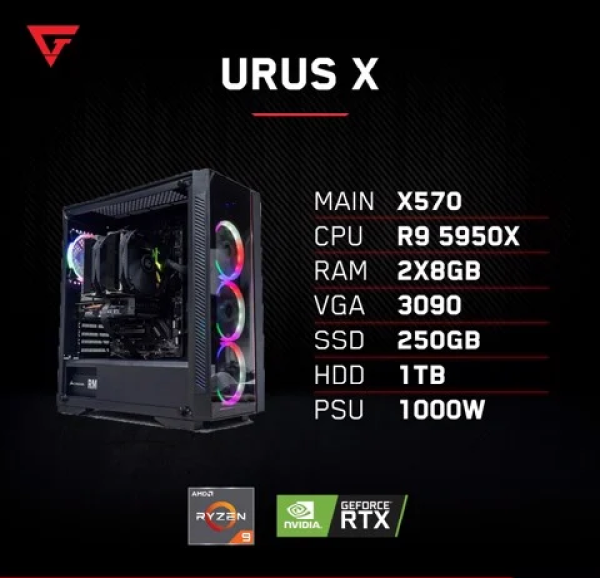 URUS X
MAIN X570
CPU R9 5950X
RAM 2X8GB
VGA 3090
SSD 250GB
HDD 1TB
PSU 1000W
RM
AMD
RYZEN
9
NVIDIA.
GEFORCE
RTX